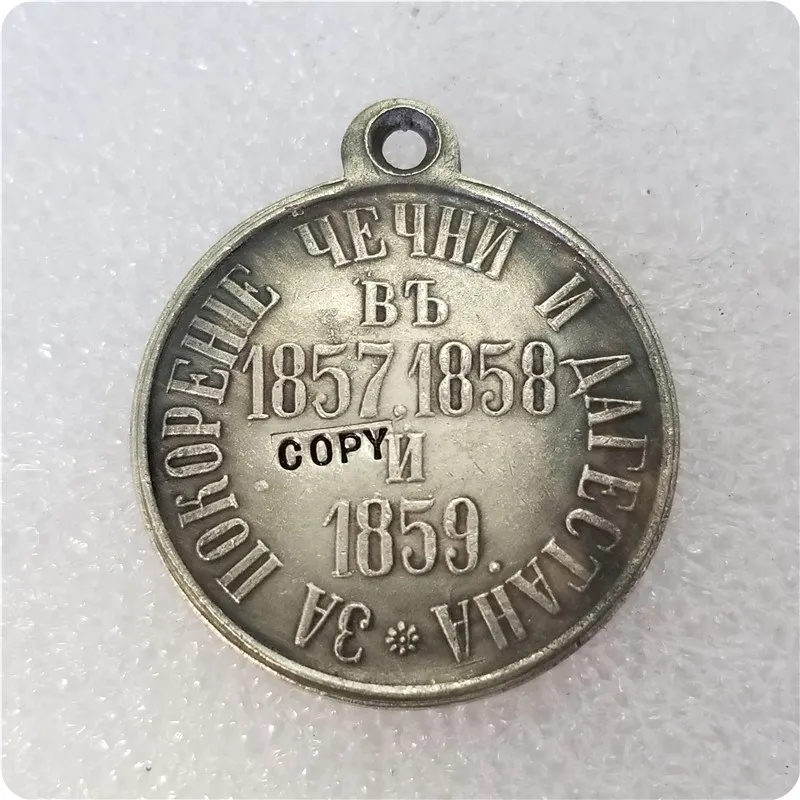 ЗА ПОКОРЕНІЕ ЧЕЧНИ И ДАГЕСТАНА
въ
1857, 1858
COPY
и
1859.